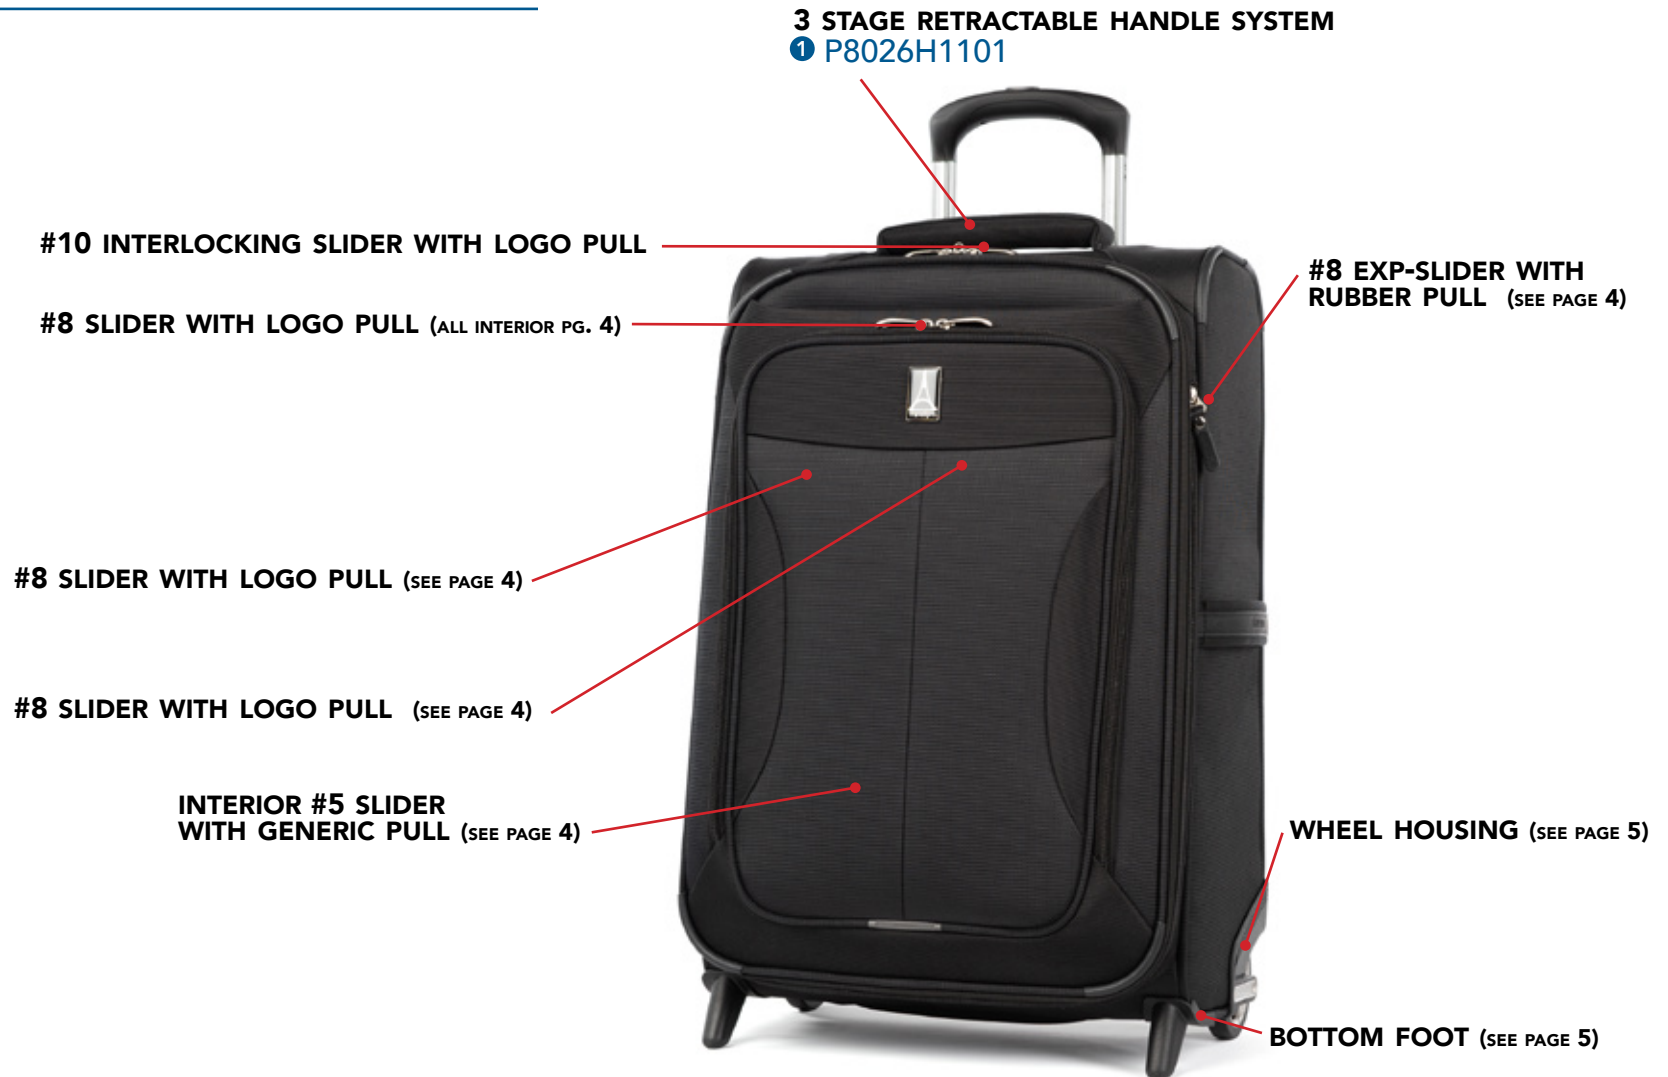 3 STAGE RETRACTABLE HANDLE SYSTEM
1 P8026H1101
#10 INTERLOCKING SLIDER WITH LOGO PULL
#8 EXP-SLIDER WITH
RUBBER PULL (SEE PAGE 4)
#8 SLIDER WITH LOGO PULL (ALL INTERIOR PG. 4)
#8 SLIDER WITH LOGO PULL (SEE PAGE 4)
#8 SLIDER WITH LOGO PULL (SEE PAGE 4)
INTERIOR #5 SLIDER
WITH GENERIC PULL (SEE PAGE 4)
WHEEL HOUSING (SEE PAGE 5)
BOTTOM FOOT (SEE PAGE 5)